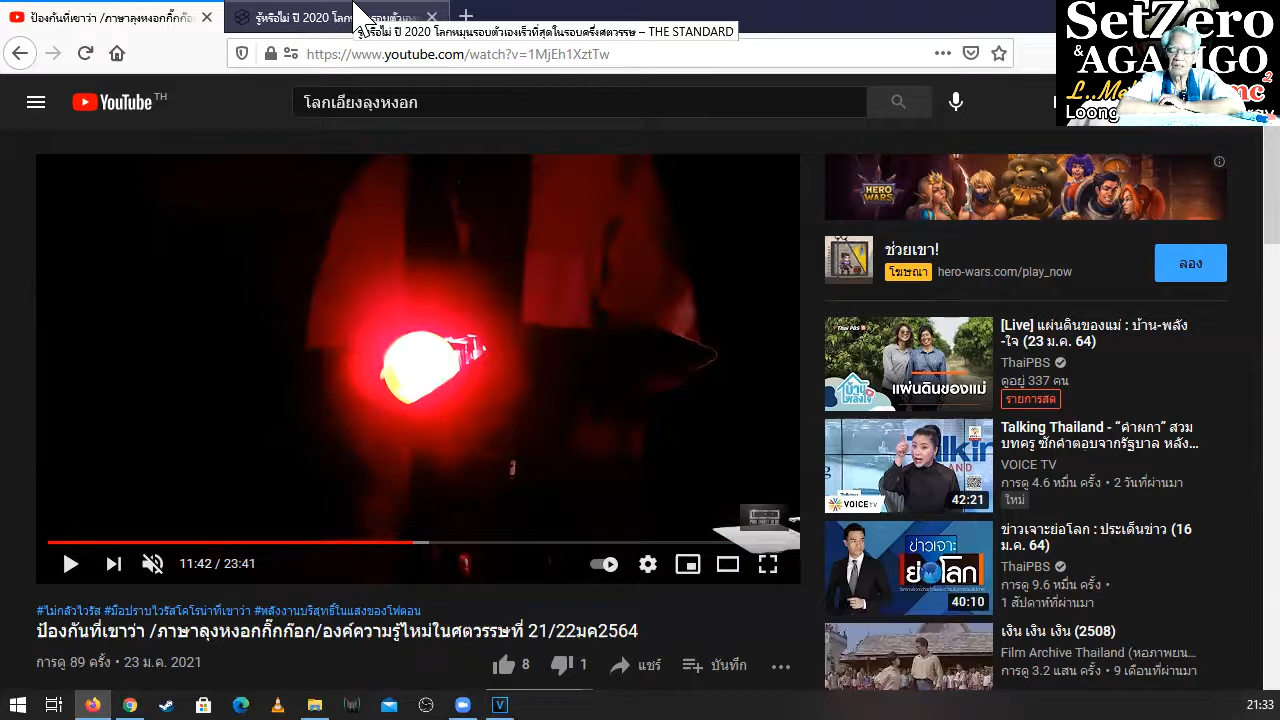 ป้องกันที่เขาว่า /ภาษาลุงหงอกกิ๊กก๊อก
รู้หรือไม่ ปี 2020 โลกหมุนรอบตัวเองเร็วที่สุดในรอบครึ่งศตวรรษ – THE STANDARD
https://www.youtube.com/watch?v=1MjEh1XztTw
SetZero
&
YouTube TH
โลกเอียงลุงหงอก
HERO WARS
ช่วยเขา!
โฆษณา hero-wars.com/play_now
ลอง
[Live] แผ่นดินของแม่ : บ้าน-พลัง
-ใจ (23 ม.ค. 64)
ThaiPBS
ดูอยู่ 337 คน
รายการสด
บ้านพลังใจ
แผ่นดินของแม่
Talking Thailand - “คำผกา” สวม
บทครู ซักคำตอบจากรัฐบาล หลัง...
VOICE TV
การดู 4.6 หมื่น ครั้ง • 2 วันที่ผ่านมา
ใหม่
VOICETV
42:21
ข่าวเจาะย่อโลก : ประเด็นข่าว (16
ม.ค. 64)
ThaiPBS
การดู 9.6 หมื่น ครั้ง •
1 สัปดาห์ที่ผ่านมา
ข่าวเจาะ
ย่อโลก
40:10
เงิน เงิน เงิน (2508)
Film Archive Thailand (หอภาพยน...
การดู 3.2 แสน ครั้ง • 9 เดือนที่ผ่านมา
11:42 / 23:41
#ไม่กลัวไวรัส #มือปราบไวรัสโคโรน่าที่เขาว่า #พลังงานบริสุทธิ์ในแสงของโฟตอน
ป้องกันที่เขาว่า /ภาษาลุงหงอกกิ๊กก๊อก/องค์ความรู้ใหม่ในศตวรรษที่ 21/22มค2564
การดู 89 ครั้ง • 23 ม.ค. 2021
8
1
แชร์
บันทึก
21:33